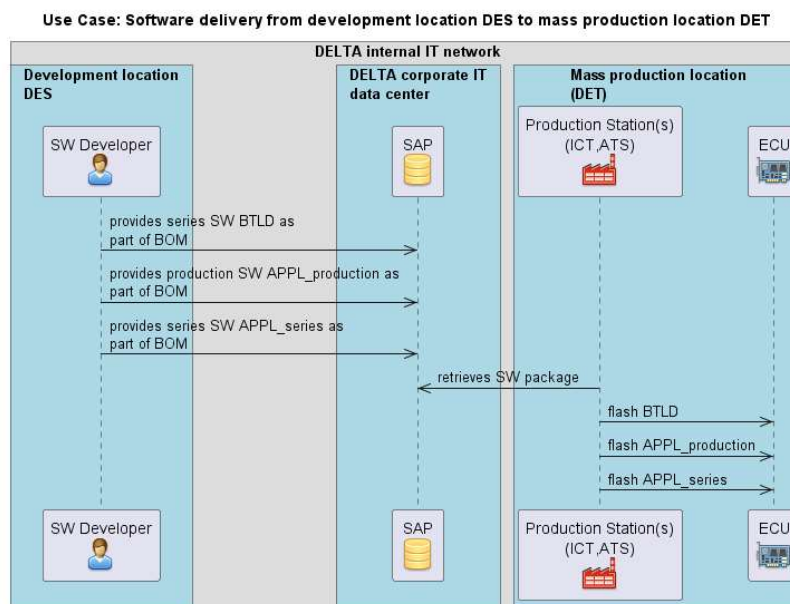 Use Case: Software delivery from development location DES to mass production location DET
DELTA internal IT network
Development location
DES
DELTA corporate IT
data center
Mass production location
(DET)
SW Developer
SAP
Production Station(s)
(ICT,ATS)
ECU
provides series SW BTLD as
part of BOM
provides production SW APPL_production as
part of BOM
provides series SW APPL_series as
part of BOM
retrieves SW package
flash BTLD
flash APPL_production
flash APPL_series
SW Developer
SAP
Production Station(s)
(ICT,ATS)
ECU